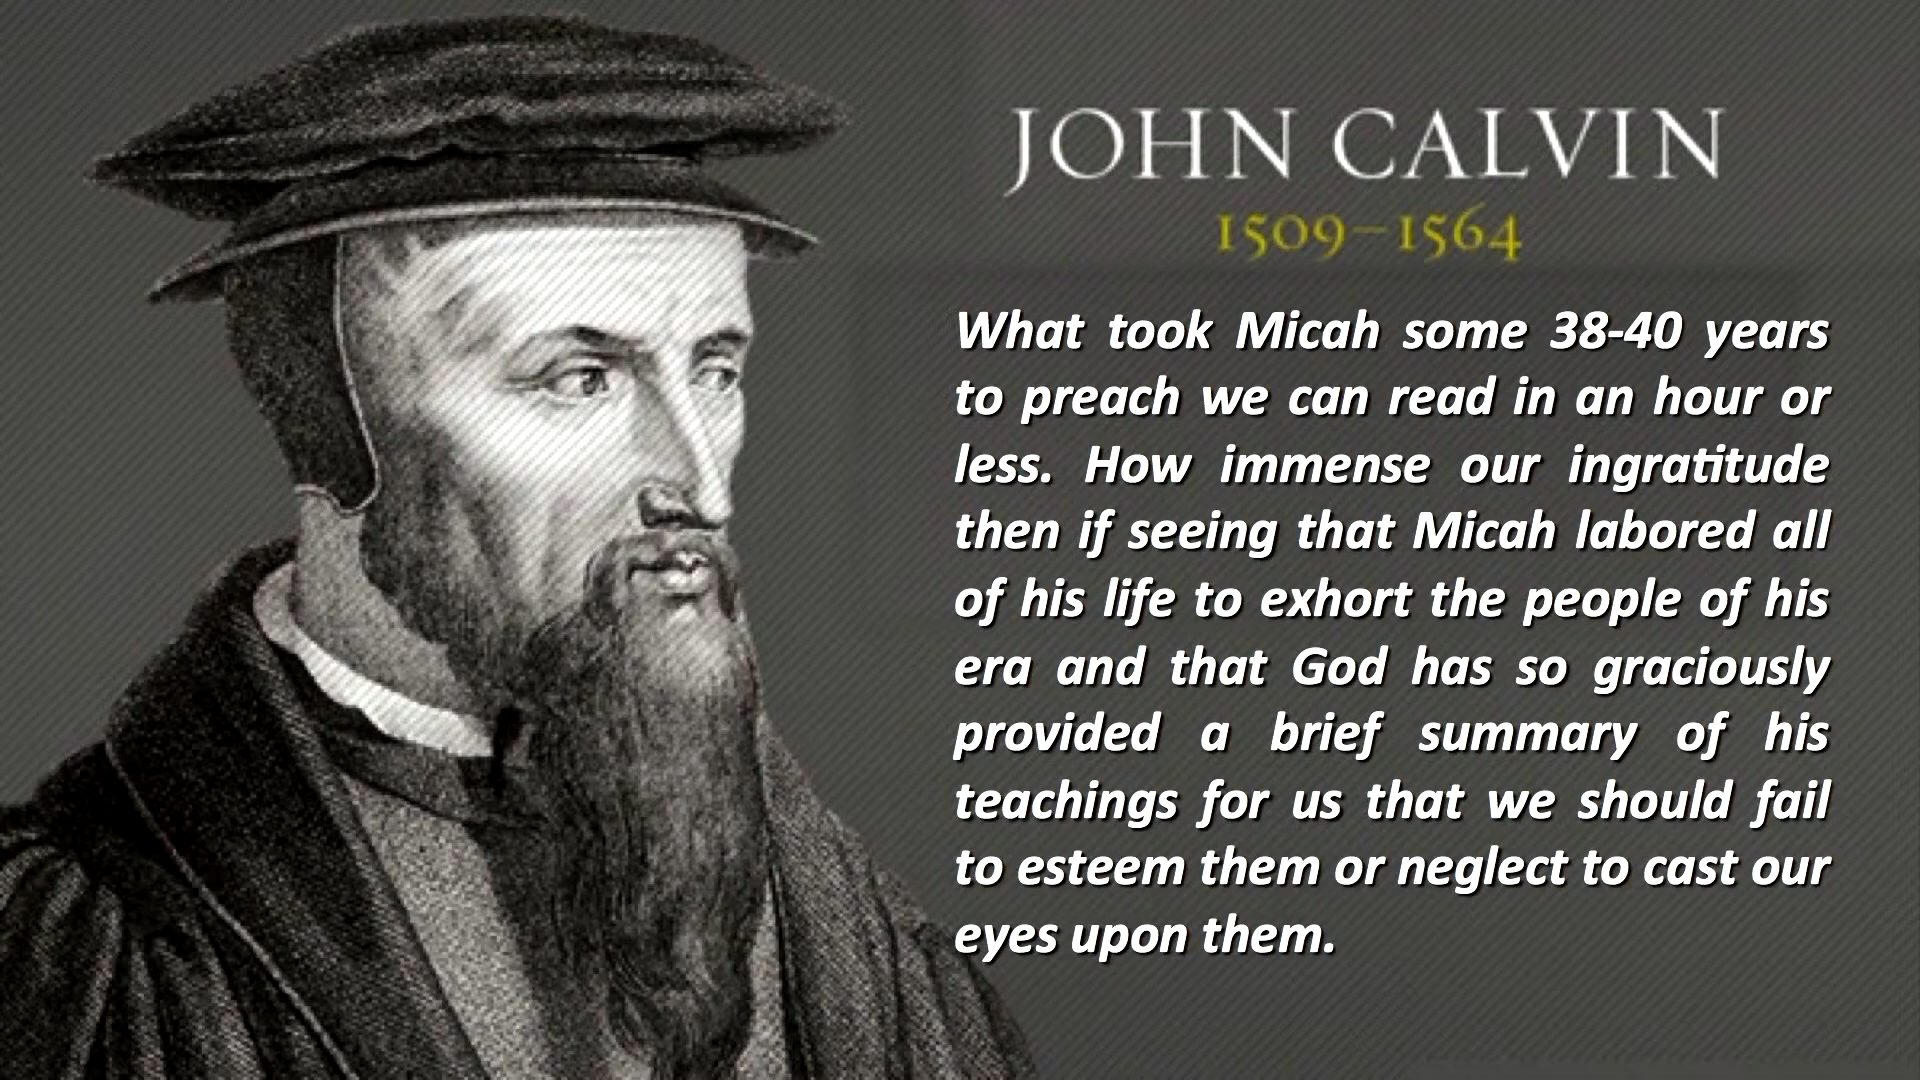 JOHN CALVIN
1509–1564
What took Micah some 38-40 years
to preach we can read in an hour or
less. How immense our ingratitude
then if seeing that Micah labored all
of his life to exhort the people of his
era and that God has so graciously
provided a brief summary of his
teachings for us that we should fail
to esteem them or neglect to cast our
eyes upon them.